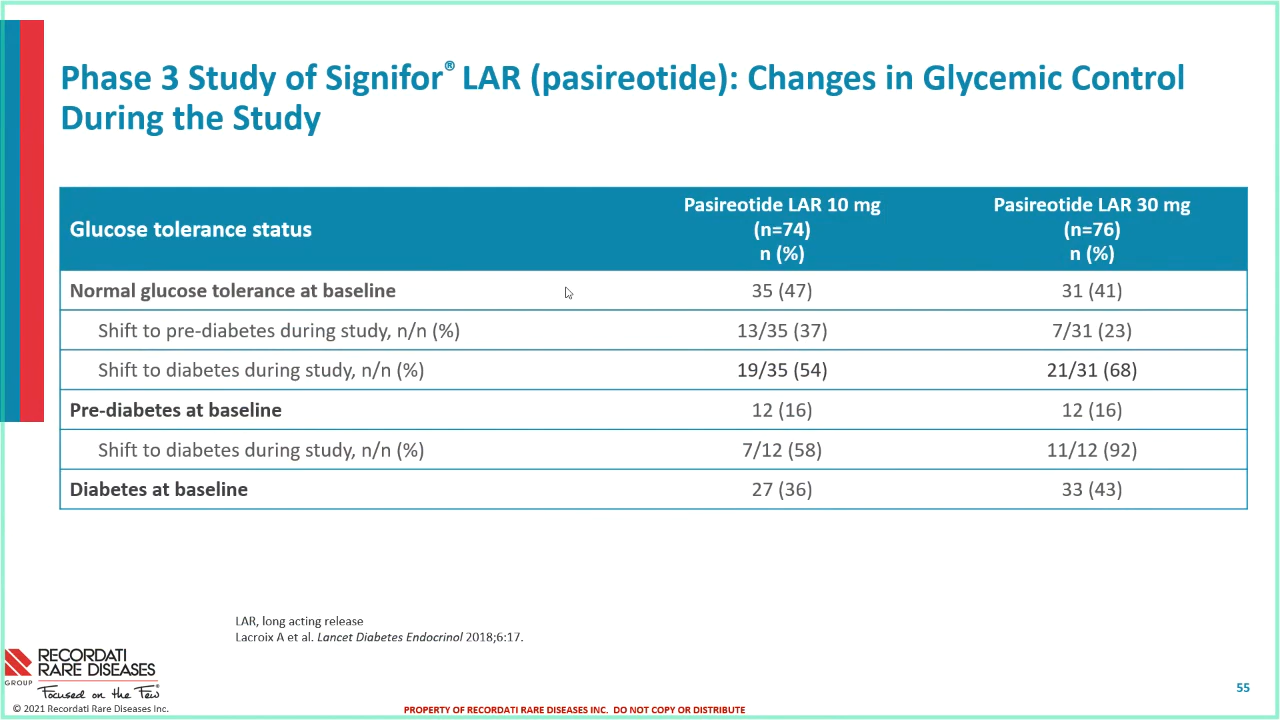 Phase 3 Study of Signifor® LAR (pasireotide): Changes in Glycemic Control
During the Study
Glucose tolerance status
Pasireotide LAR 10 mg
(n=74)
n (%)
Pasireotide LAR 30 mg
(n=76)
n (%)
Normal glucose tolerance at baseline 35 (47) 31 (41)
Shift to pre-diabetes during study, n/n (%) 13/35 (37) 7/31 (23)
Shift to diabetes during study, n/n (%) 19/35 (54) 21/31 (68)
Pre-diabetes at baseline 12 (16) 12 (16)
Shift to diabetes during study, n/n (%) 7/12 (58) 11/12 (92)
Diabetes at baseline 27 (36) 33 (43)
LAR, long acting release
Lacroix A et al. Lancet Diabetes Endocrinol 2018;6:17.
RECORDATI
RARE DISEASES
GROUP
Focused on the Few®
© 2021 Recordati Rare Diseases Inc.
PROPERTY OF RECORDATI RARE DISEASES INC. DO NOT COPY OR DISTRIBUTE
55